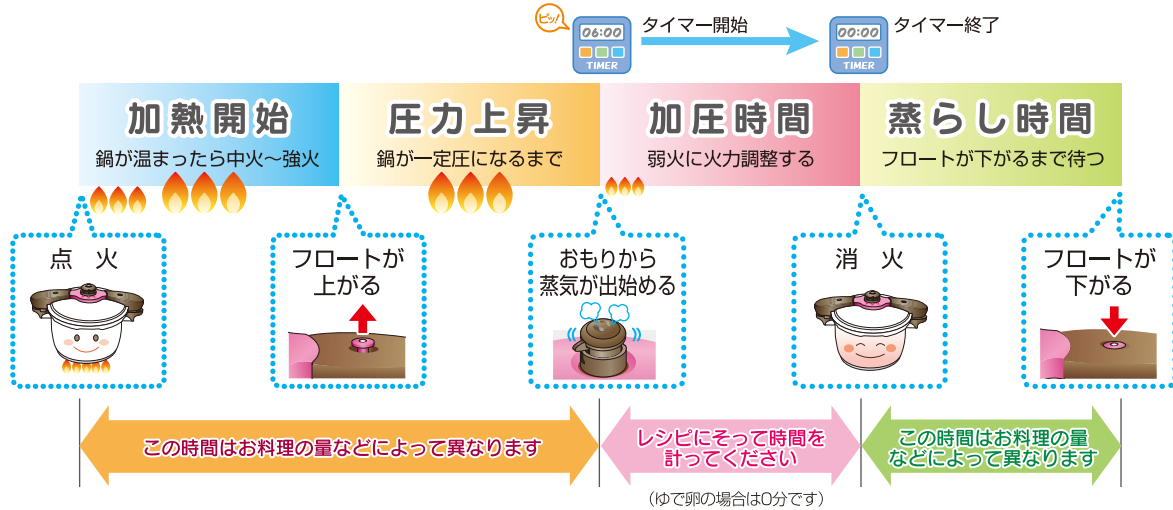 ピッ!
06:00
TIMER
タイマー開始
00:00
TIMER
タイマー終了
加熱開始
鍋が温まったら中火～強火
圧力上昇
鍋が一定圧になるまで
加圧時間
弱火に火力調整する
蒸らし時間
フロートが下がるまで待つ
点 火
フロートが
上がる
おもりから
蒸気が出始める
消 火
フロートが
下がる
この時間はお料理の量などによって異なります
レシピにそって時間を
計ってください
この時間はお料理の量
などによって異なります
（ゆで卵の場合は0分です）